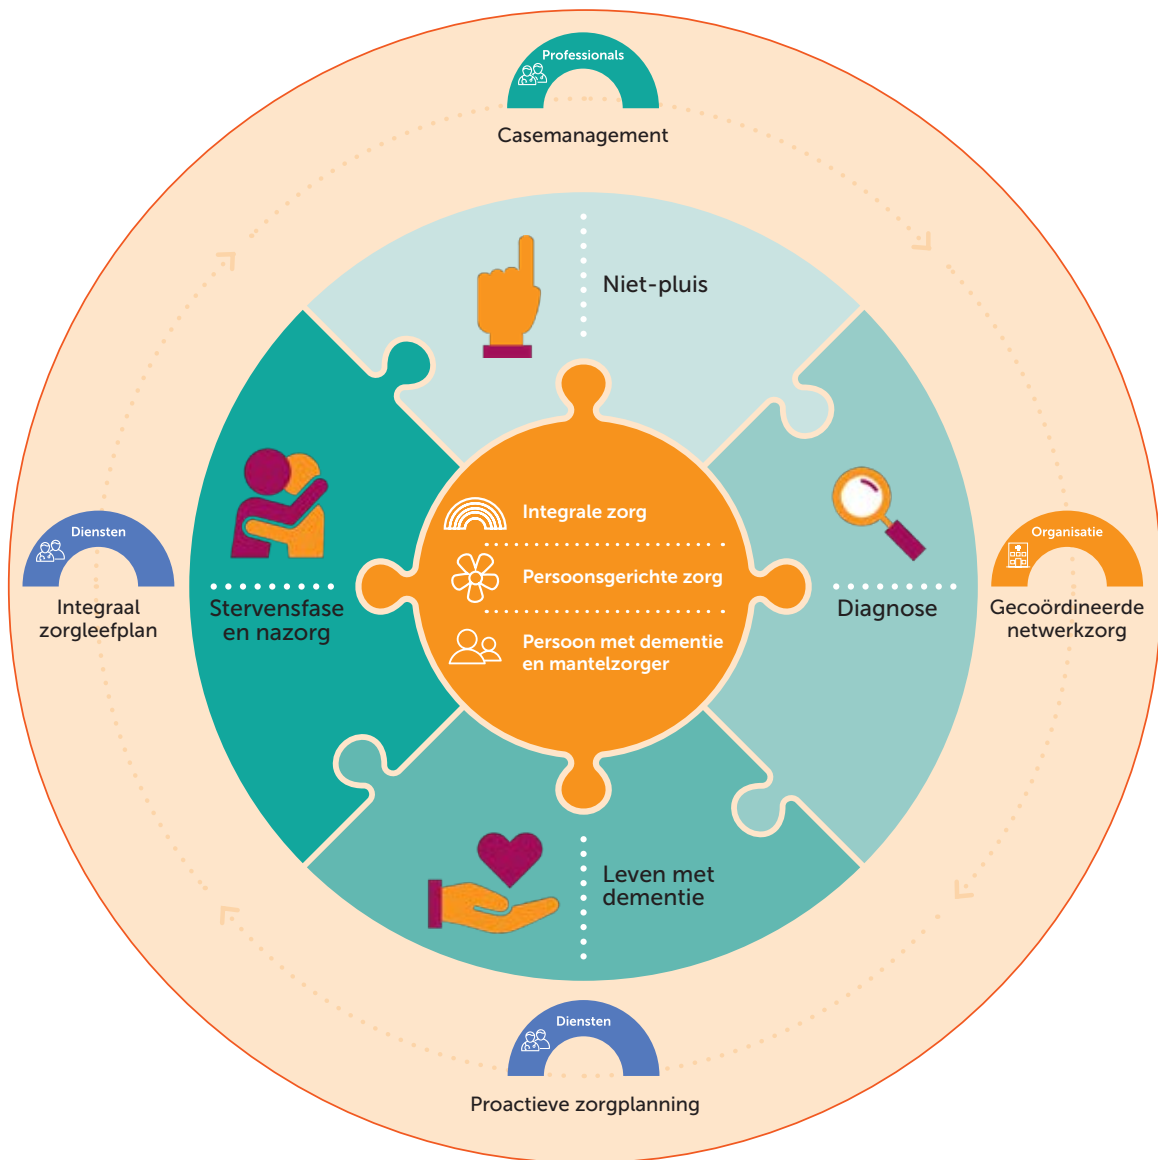 Professionals
Casemanagement
Niet-pluis
Integrale zorg
Persoonsgerichte zorg
Persoon met dementie
en mantelzorger
Diensten
Integraal
zorgleefplan
Stervensfase
en nazorg
Diagnose
Organisatie
Gecoördineerde
netwerkzorg
Leven met
dementie
Diensten
Proactieve zorgplanning